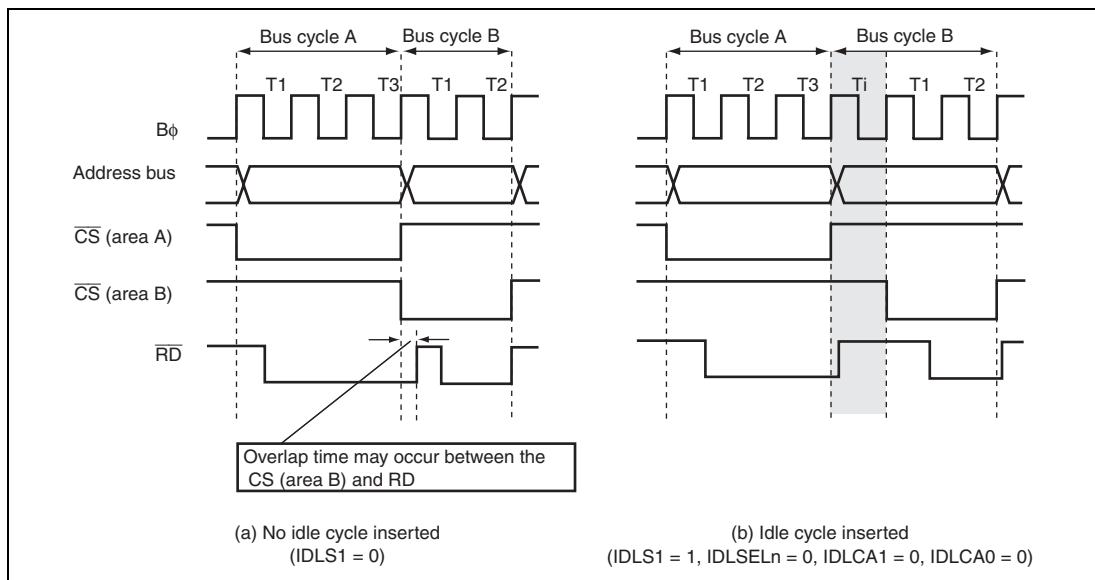 Bus cycle A
Bus cycle B
T1
T2
T3
T1
T2
Bφ
Address bus
CS (area A)
CS (area B)
RD
Overlap time may occur between the
CS (area B) and RD
(a) No idle cycle inserted
(IDLS1 = 0)
Bus cycle A
Bus cycle B
T1
T2
T3
Ti
T1
T2
(b) Idle cycle inserted
(IDLS1 = 1, IDLSELn = 0, IDLCA1 = 0, IDLCA0 = 0)